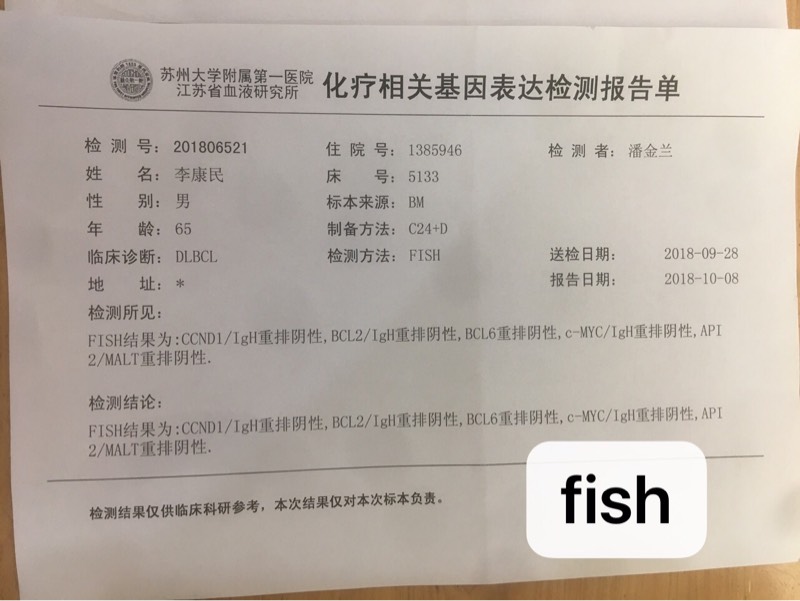 苏州大学附属第一医院
江苏省血液研究所
化疗相关基因表达检测报告单
检 测 号: 201806521 住 院 号: 1385946 检 测 者: 潘金兰
姓 名: 李康民 床 号: 5133
性 别: 男 标本来源: BM
年 龄: 65 制备方法: C24+D
临床诊断: DLBCL 检测方法: FISH 送检日期: 2018-09-28
地 址: * 报告日期: 2018-10-08
检测所见:
FISH结果为:CCND1/IgH重排阴性,BCL2/IgH重排阴性,BCL6重排阴性,c-MYC/IgH重排阴性,API
2/MALT重排阴性.
检测结论:
FISH结果为:CCND1/IgH重排阴性,BCL2/IgH重排阴性,BCL6重排阴性,c-MYC/IgH重排阴性,API
2/MALT重排阴性.
检测结果仅供临床科研参考，本次结果仅对本次标本负责。
fish